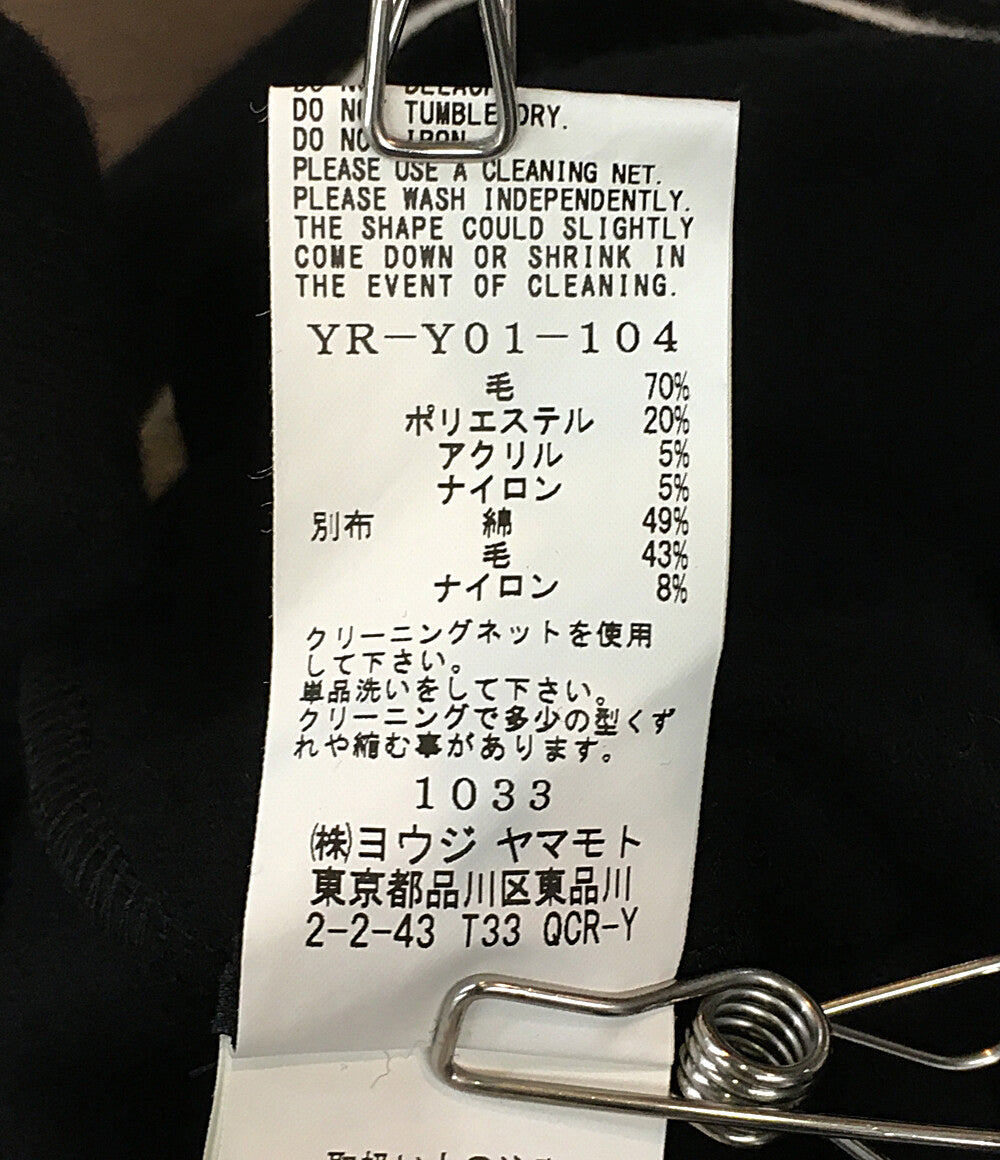 DO TUMBLE DRY.
DO
PLEASE USE A CLEANING NET.
PLEASE WASH INDEPENDENTLY.
THE SHAPE COULD SLIGHTLY
COME DOWN OR SHRINK IN
THE EVENT OF CLEANING.
YR-Y01-104
毛 70%
ポリエステル 20%
アクリル 5%
ナイロン 5%
別布 綿 49%
毛 43%
ナイロン 8%
クリーニングネットを使用
して下さい。
単品洗いをして下さい。
クリーニングで多少の型くず
れや縮む事があります。
1033
㈱ヨウジ ヤマモト
東京都品川区東品川
2-2-43 T33 QCR-Y